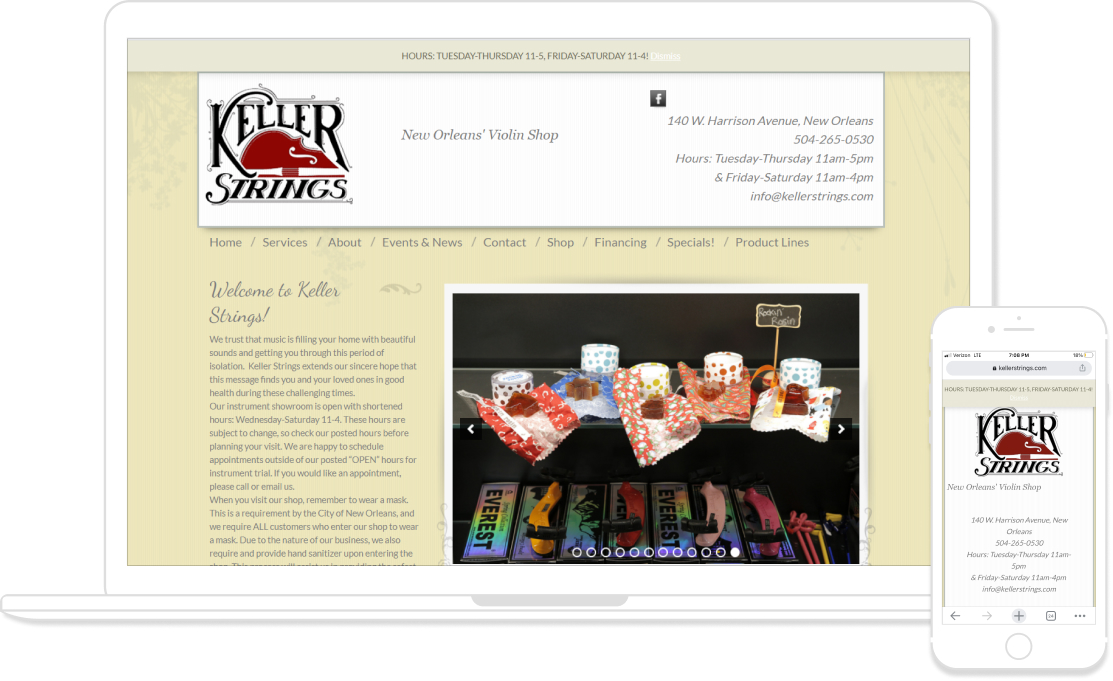 HOURS: TUESDAY-THURSDAY 11-5, FRIDAY-SATURDAY 11-4! Dismiss
KELLER
STRINGS
New Orleans' Violin Shop
140 W. Harrison Avenue, New Orleans
504-265-0530
Hours: Tuesday-Thursday 11am-5pm
& Friday-Saturday 11am-4pm
info@kellerstrings.com
Home / Services / About / Events & News / Contact / Shop / Financing / Specials! / Product Lines
Welcome to Keller
Strings!
We trust that music is filling your home with beautiful
sounds and getting you through this period of
isolation. Keller Strings extends our sincere hope that
this message finds you and your loved ones in good
health during these challenging times.
Our instrument showroom is open with shortened
hours: Wednesday-Saturday 11-4. These hours are
subject to change, so check our posted hours before
planning your visit. We are happy to schedule
appointments outside of our posted "OPEN" hours for
instrument trial. If you would like an appointment,
please call or email us.
When you visit our shop, remember to wear a mask.
This is a requirement by the City of New Orleans, and
we require ALL customers who enter our shop to wear
a mask. Due to the nature of our business, we also
require and provide hand sanitizer upon entering the
Rosin
EVEREST
EVEREST
EVEREST
EVEREST
Verizon LTE
7:08 PM
kellerstrings.com
HOURS: TUESDAY-THURSDAY 11-5, FRIDAY-SATURDAY 11-4!
KELLER
STRINGS
New Orleans' Violin Shop
140 W. Harrison Avenue, New
Orleans
504-265-0530
Hours: Tuesday-Thursday 11am-
5pm
& Friday-Saturday 11am-4pm
info@kellerstrings.com